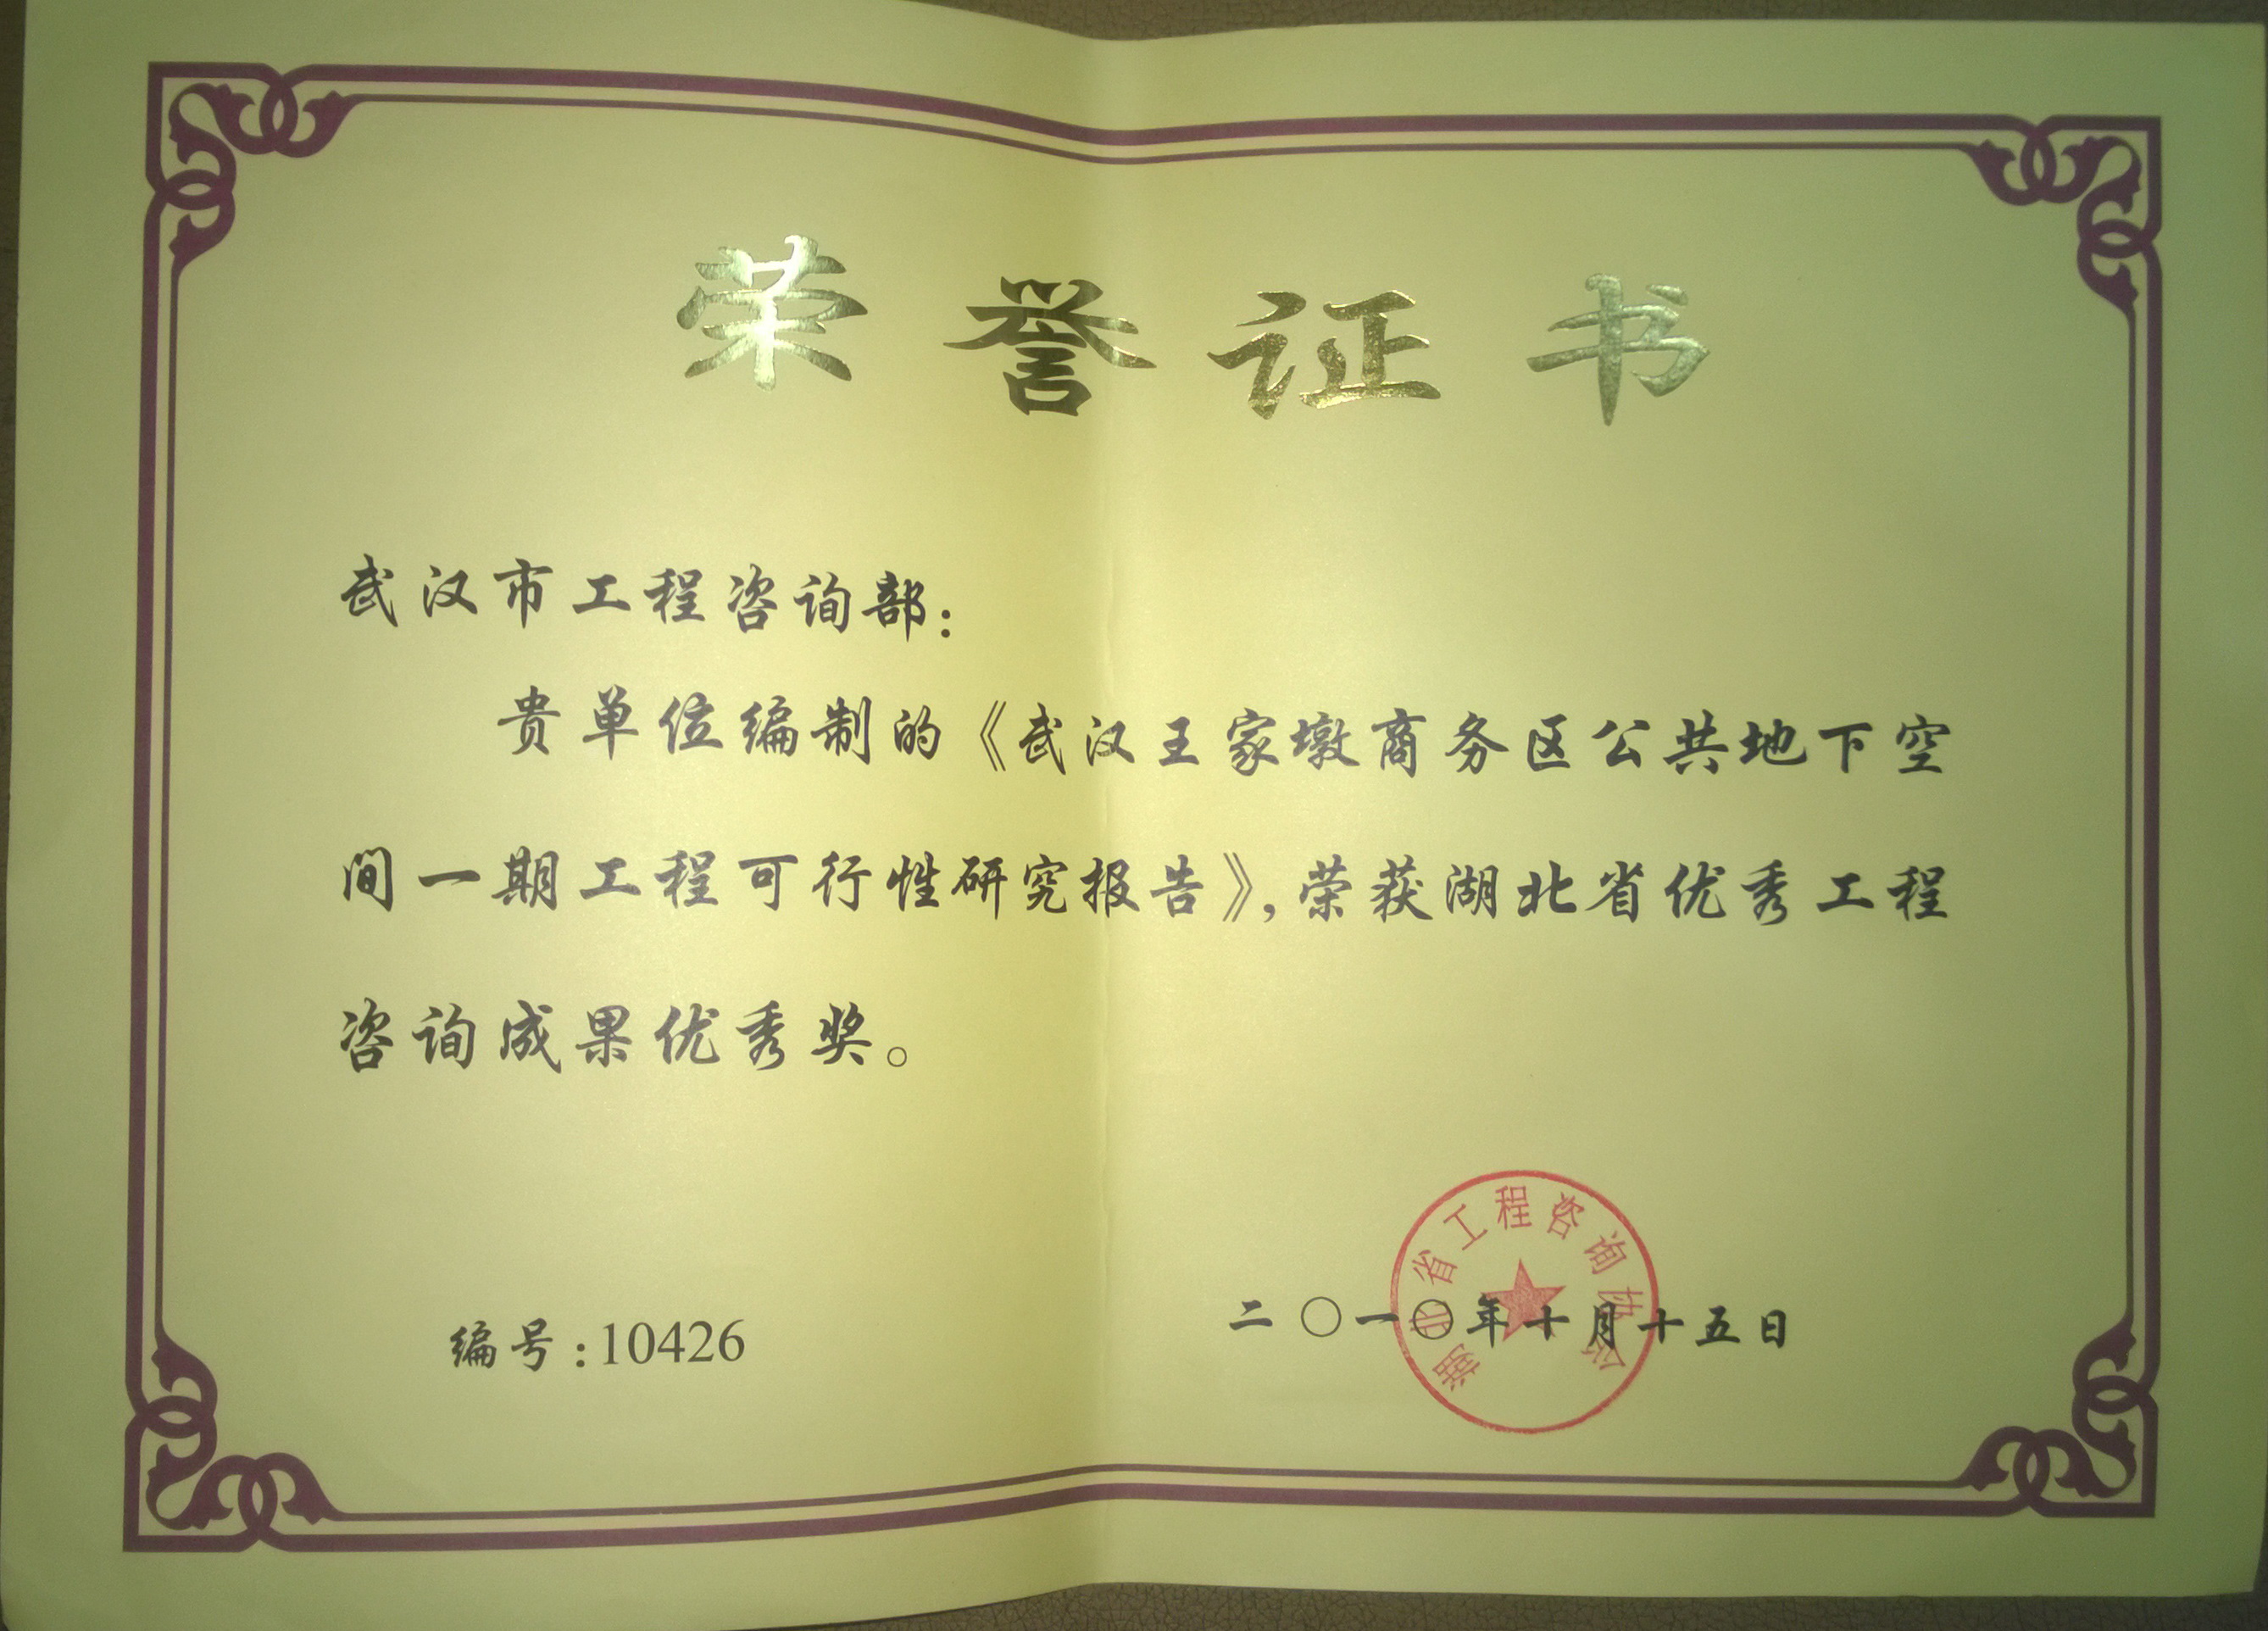 荣誉证书
武汉市工程咨询部：
贵单位编制的《武汉王家墩商务区公共地下空
间一期工程可行性研究报告》，荣获湖北省优秀工程
咨询成果优秀奖。
湖北省工程咨询协会
编号：10426
二〇一〇年十月十五日